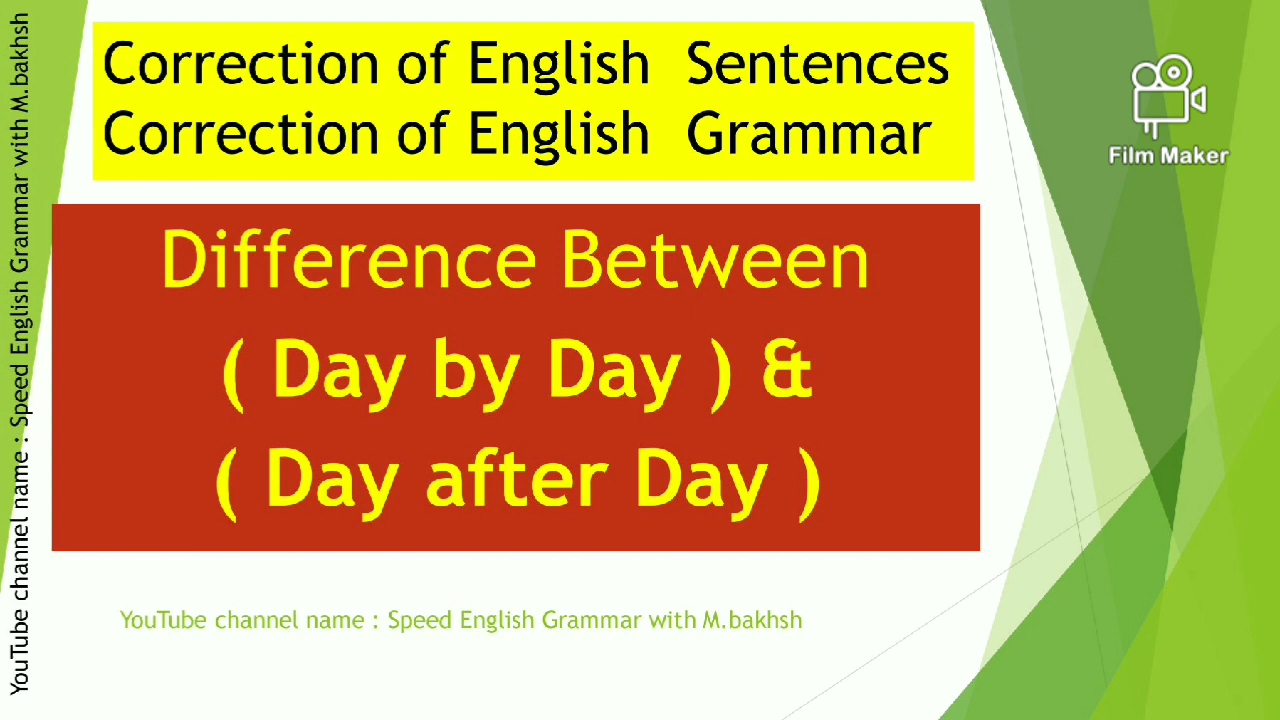 Correction of English Sentences
Correction of English Grammar
Film Maker
Difference Between
( Day by Day ) &
( Day after Day )
YouTube channel name : Speed English Grammar with M.bakhsh
YouTube channel name : Speed English Grammar with M.bakhsh